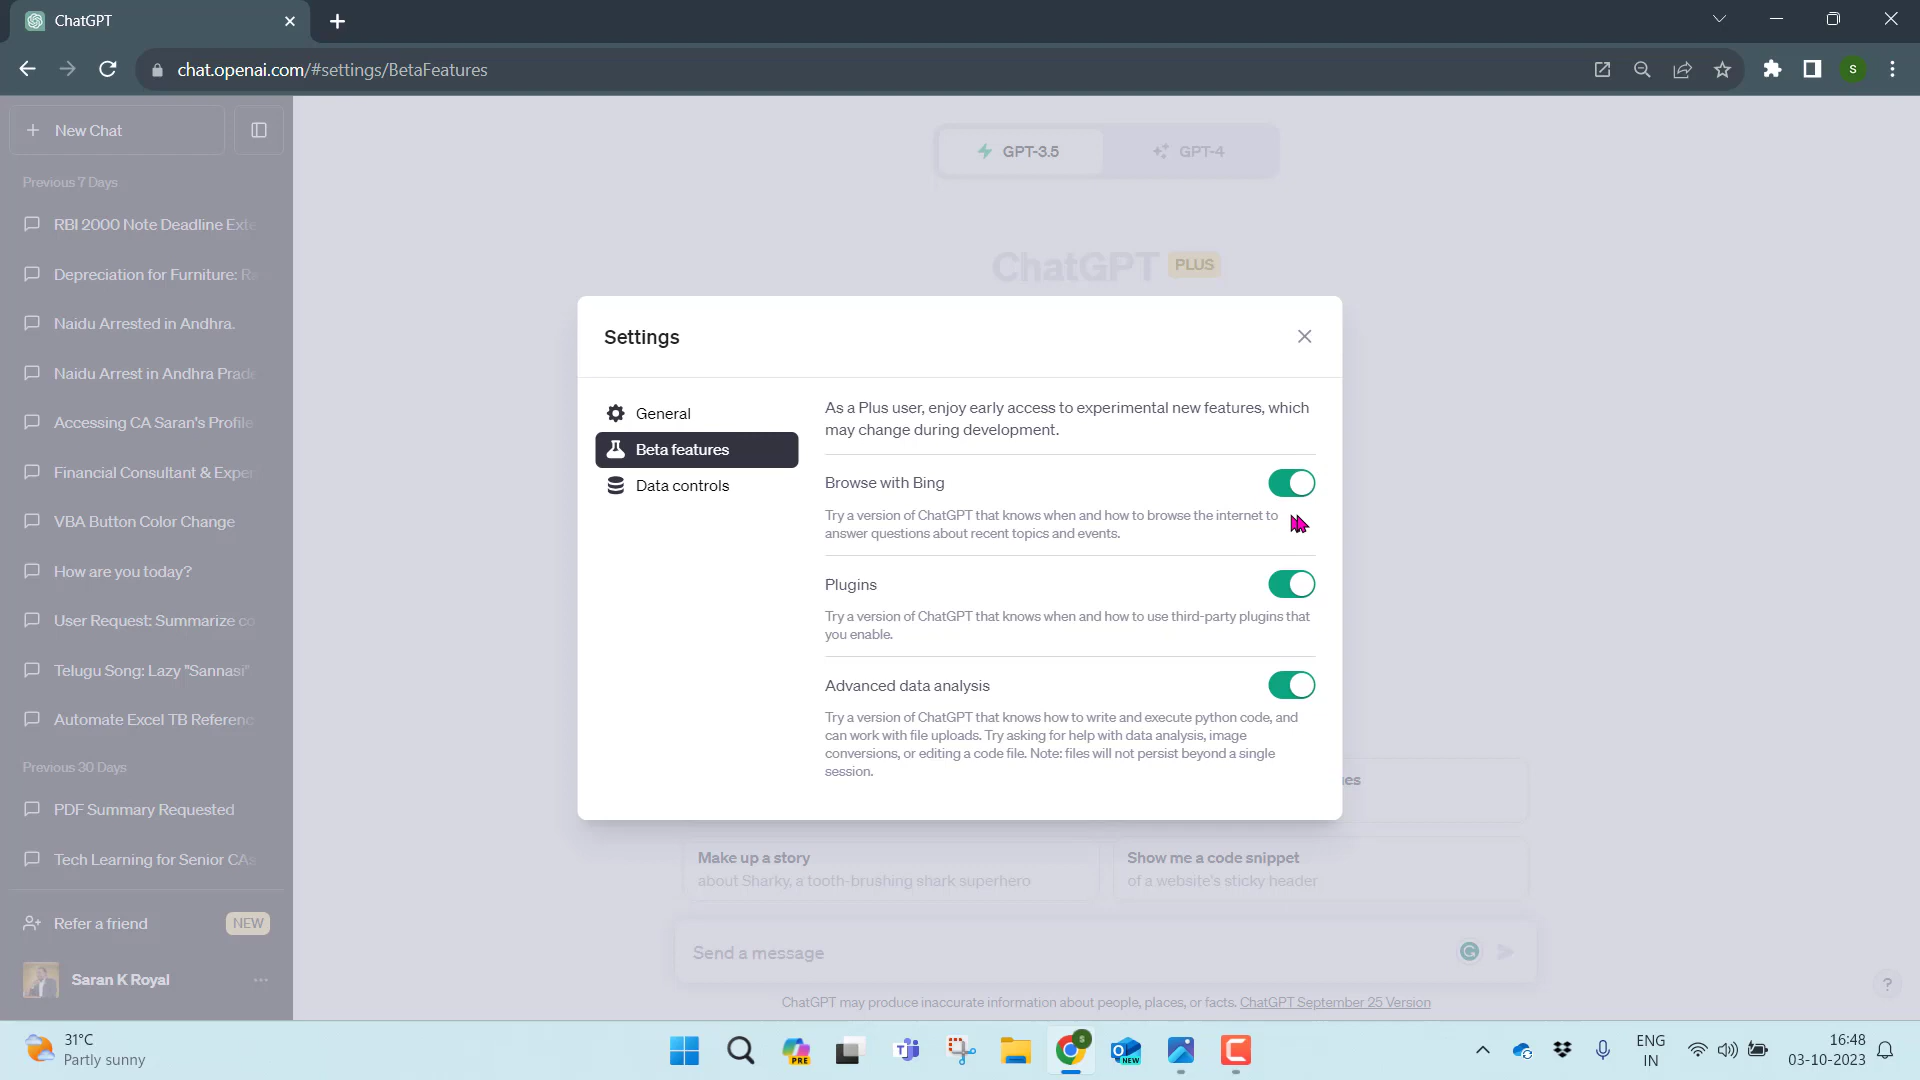 ChatGPT
chat.openai.com/#settings/BetaFeatures
S
New Chat
Previous 7 Days
RBI 2000 Note Deadline Exte
Depreciation for Furniture: Ra
Naidu Arrested in Andhra.
Naidu Arrest in Andhra Prade
Accessing CA Saran's Profile
Financial Consultant & Exper
VBA Button Color Change
How are you today?
User Request: Summarize co
Telugu Song: Lazy "Sannasi"
Automate Excel TB Referenc
Previous 30 Days
PDF Summary Requested
Tech Learning for Senior CAs
Refer a friend
NEW
Saran K Royal
GPT-3.5
GPT-4
ChatGPT PLUS
Settings
General
Beta features
Data controls
As a Plus user, enjoy early access to experimental new features, which
may change during development.
Browse with Bing
Try a version of ChatGPT that knows when and how to browse the internet to
answer questions about recent topics and events.
Plugins
Try a version of ChatGPT that knows when and how to use third-party plugins that
you enable.
Advanced data analysis
Try a version of ChatGPT that knows how to write and execute python code, and
can work with file uploads. Try asking for help with data analysis, image
conversions, or editing a code file. Note: files will not persist beyond a single
session.
Make up a story
about Sharky, a tooth-brushing shark superhero
Show me a code snippet
of a website's sticky header
Send a message
ChatGPT may produce inaccurate information about people, places, or facts. ChatGPT September 25 Version
?
31°C
Partly sunny
PRE
S
NEW
ENG
IN
16:48
03-10-2023